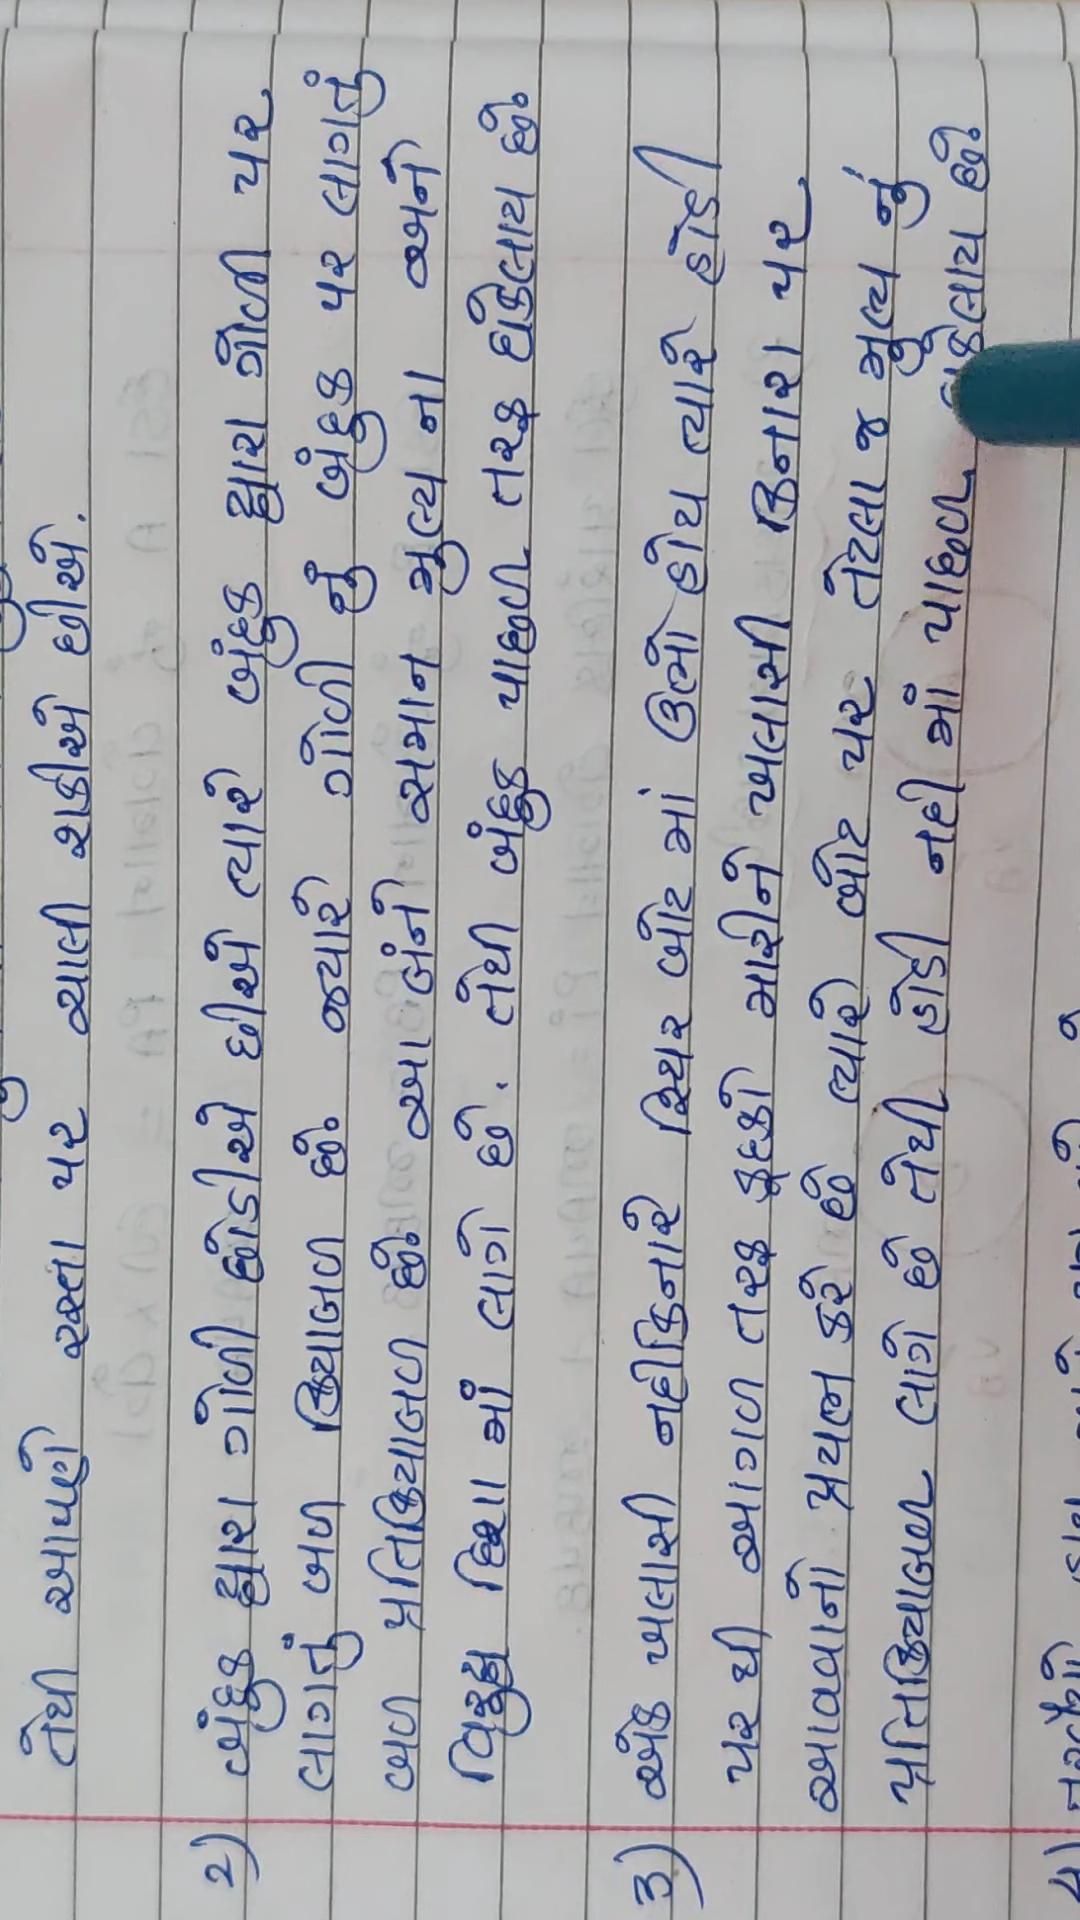 તેથી આપણે રસ્તા પર ચાલી શકીએ છીએ.
2) બંદુક દ્વારા ગોળી છોડીએ છીએ ત્યારે બંદુક દ્વારા ગોળી પર
લાગતું બળ ક્રિયાબળ છે. જ્યારે ગોળી નું બંદુક પર લાગતું
બળ પ્રતિક્રિયાબળ છે. આ બંને સમાન મુલ્ય ના અને
વિરુદ્ધ દિશા માં લાગે છે. તેથી બંદુક પાછળ તરફ ધકેલાય છે.
3) એક ખલાસી નદીકિનારે સ્થિર બોટ માં ઉભો હોય ત્યારે હોડી
પર થી આગળ તરફ કુદકો મારીને ખલાસી કિનારા પર
આવવાનો પ્રયત્ન કરે છે ત્યારે બોટ પર તેટલા જ મુલ્ય નું
પ્રતિક્રિયાબળ લાગે છે તેથી હોડી નદી માં પાછળ ધકેલાય છે.
4)